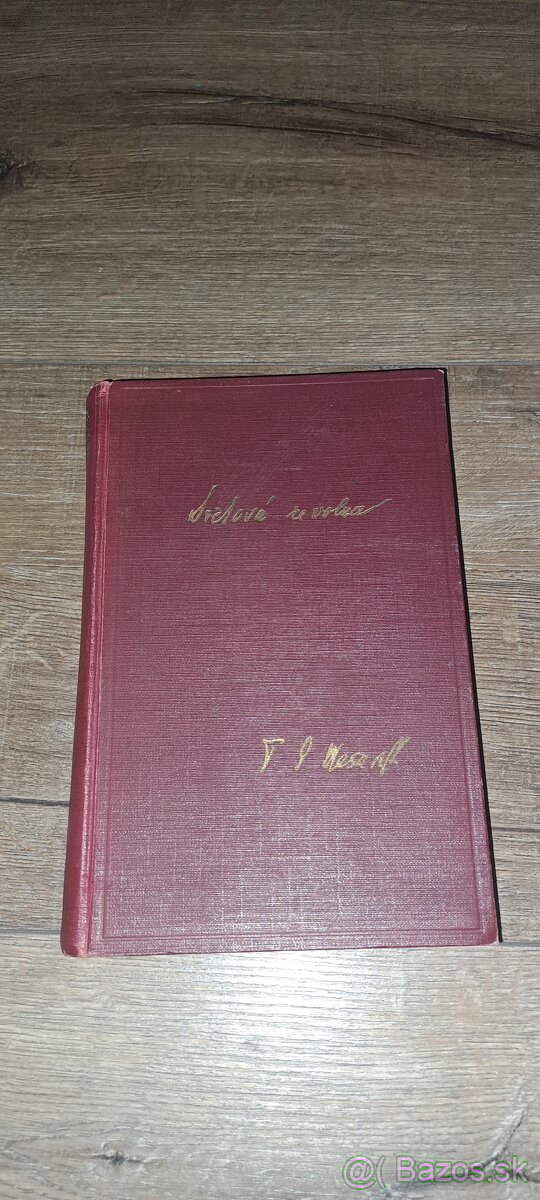 Světová revoluce
T G Masaryk
@( Bazos.sk